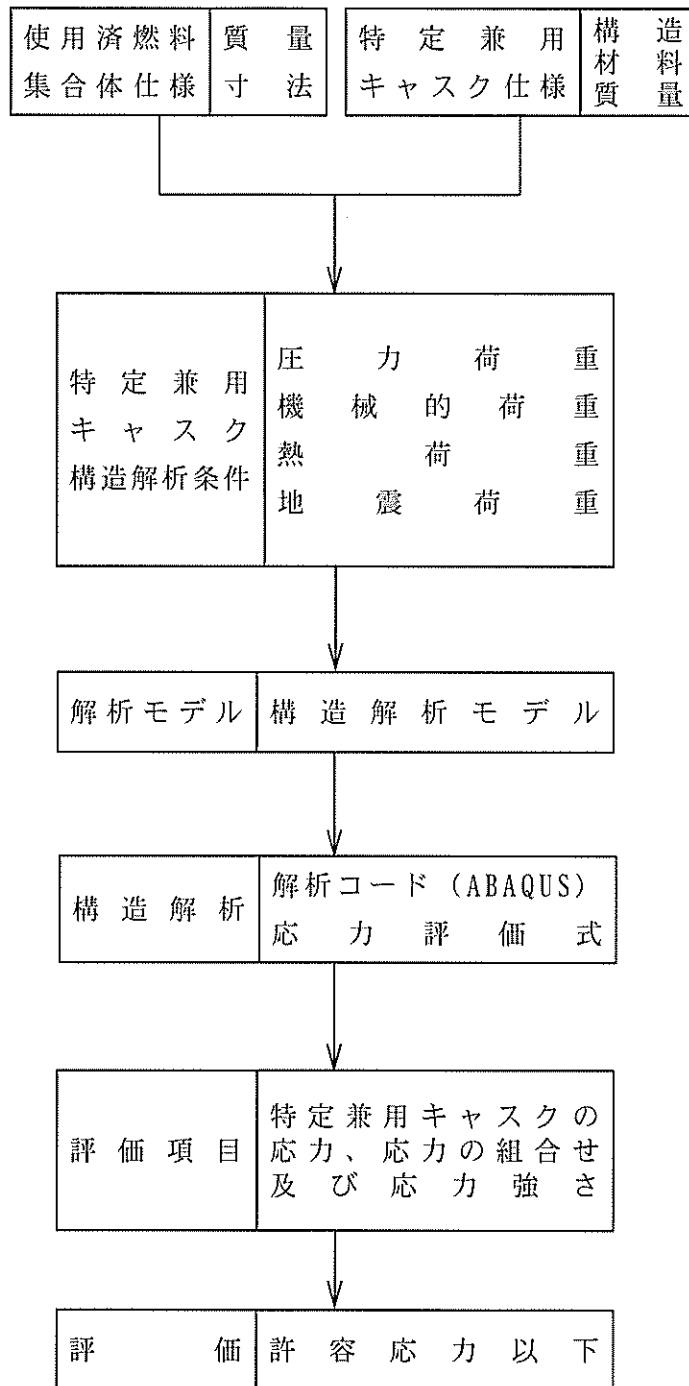 使用済燃料
集合体仕様
質量
寸法
特定兼用
キャスク仕様
構造
材料
質量
特定兼用
キャスク
構造解析条件
圧力荷重
機械的荷重
熱荷重
地震荷重
解析モデル
構造解析モデル
構造解析
解析コード(ABAQUS)
応力評価式
評価項目
特定兼用キャスクの
応力、応力の組合せ
及び応力強さ
評価
許容応力以下